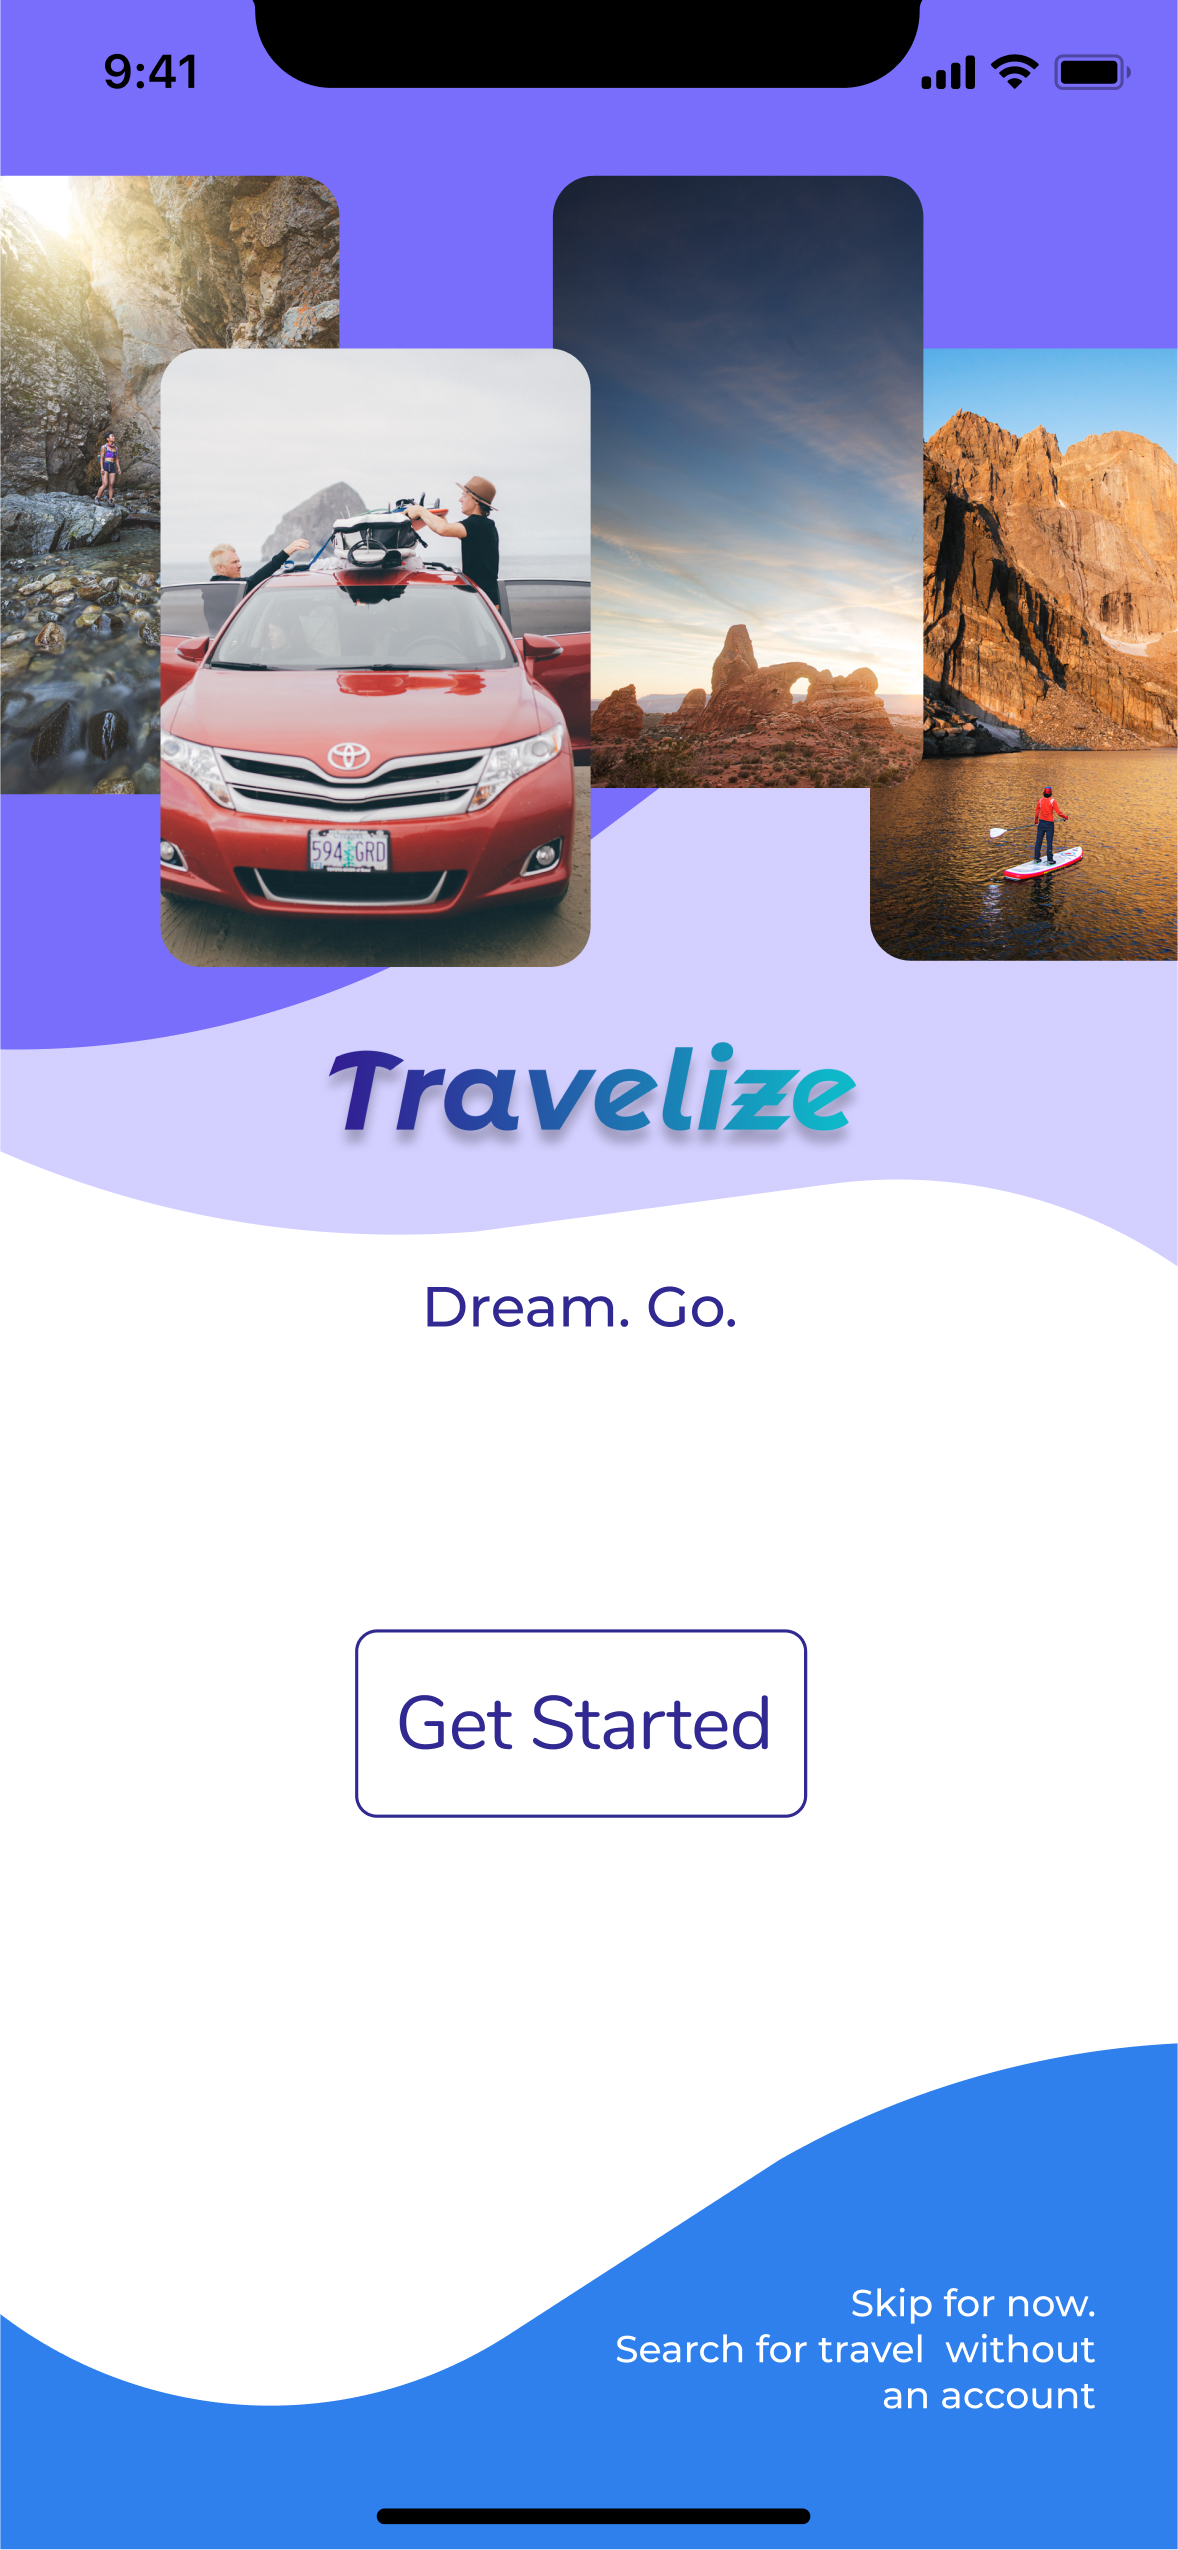 9:41
594 GRD
Travelize
Dream. Go.
Get Started
Skip for now.
Search for travel  without
an account